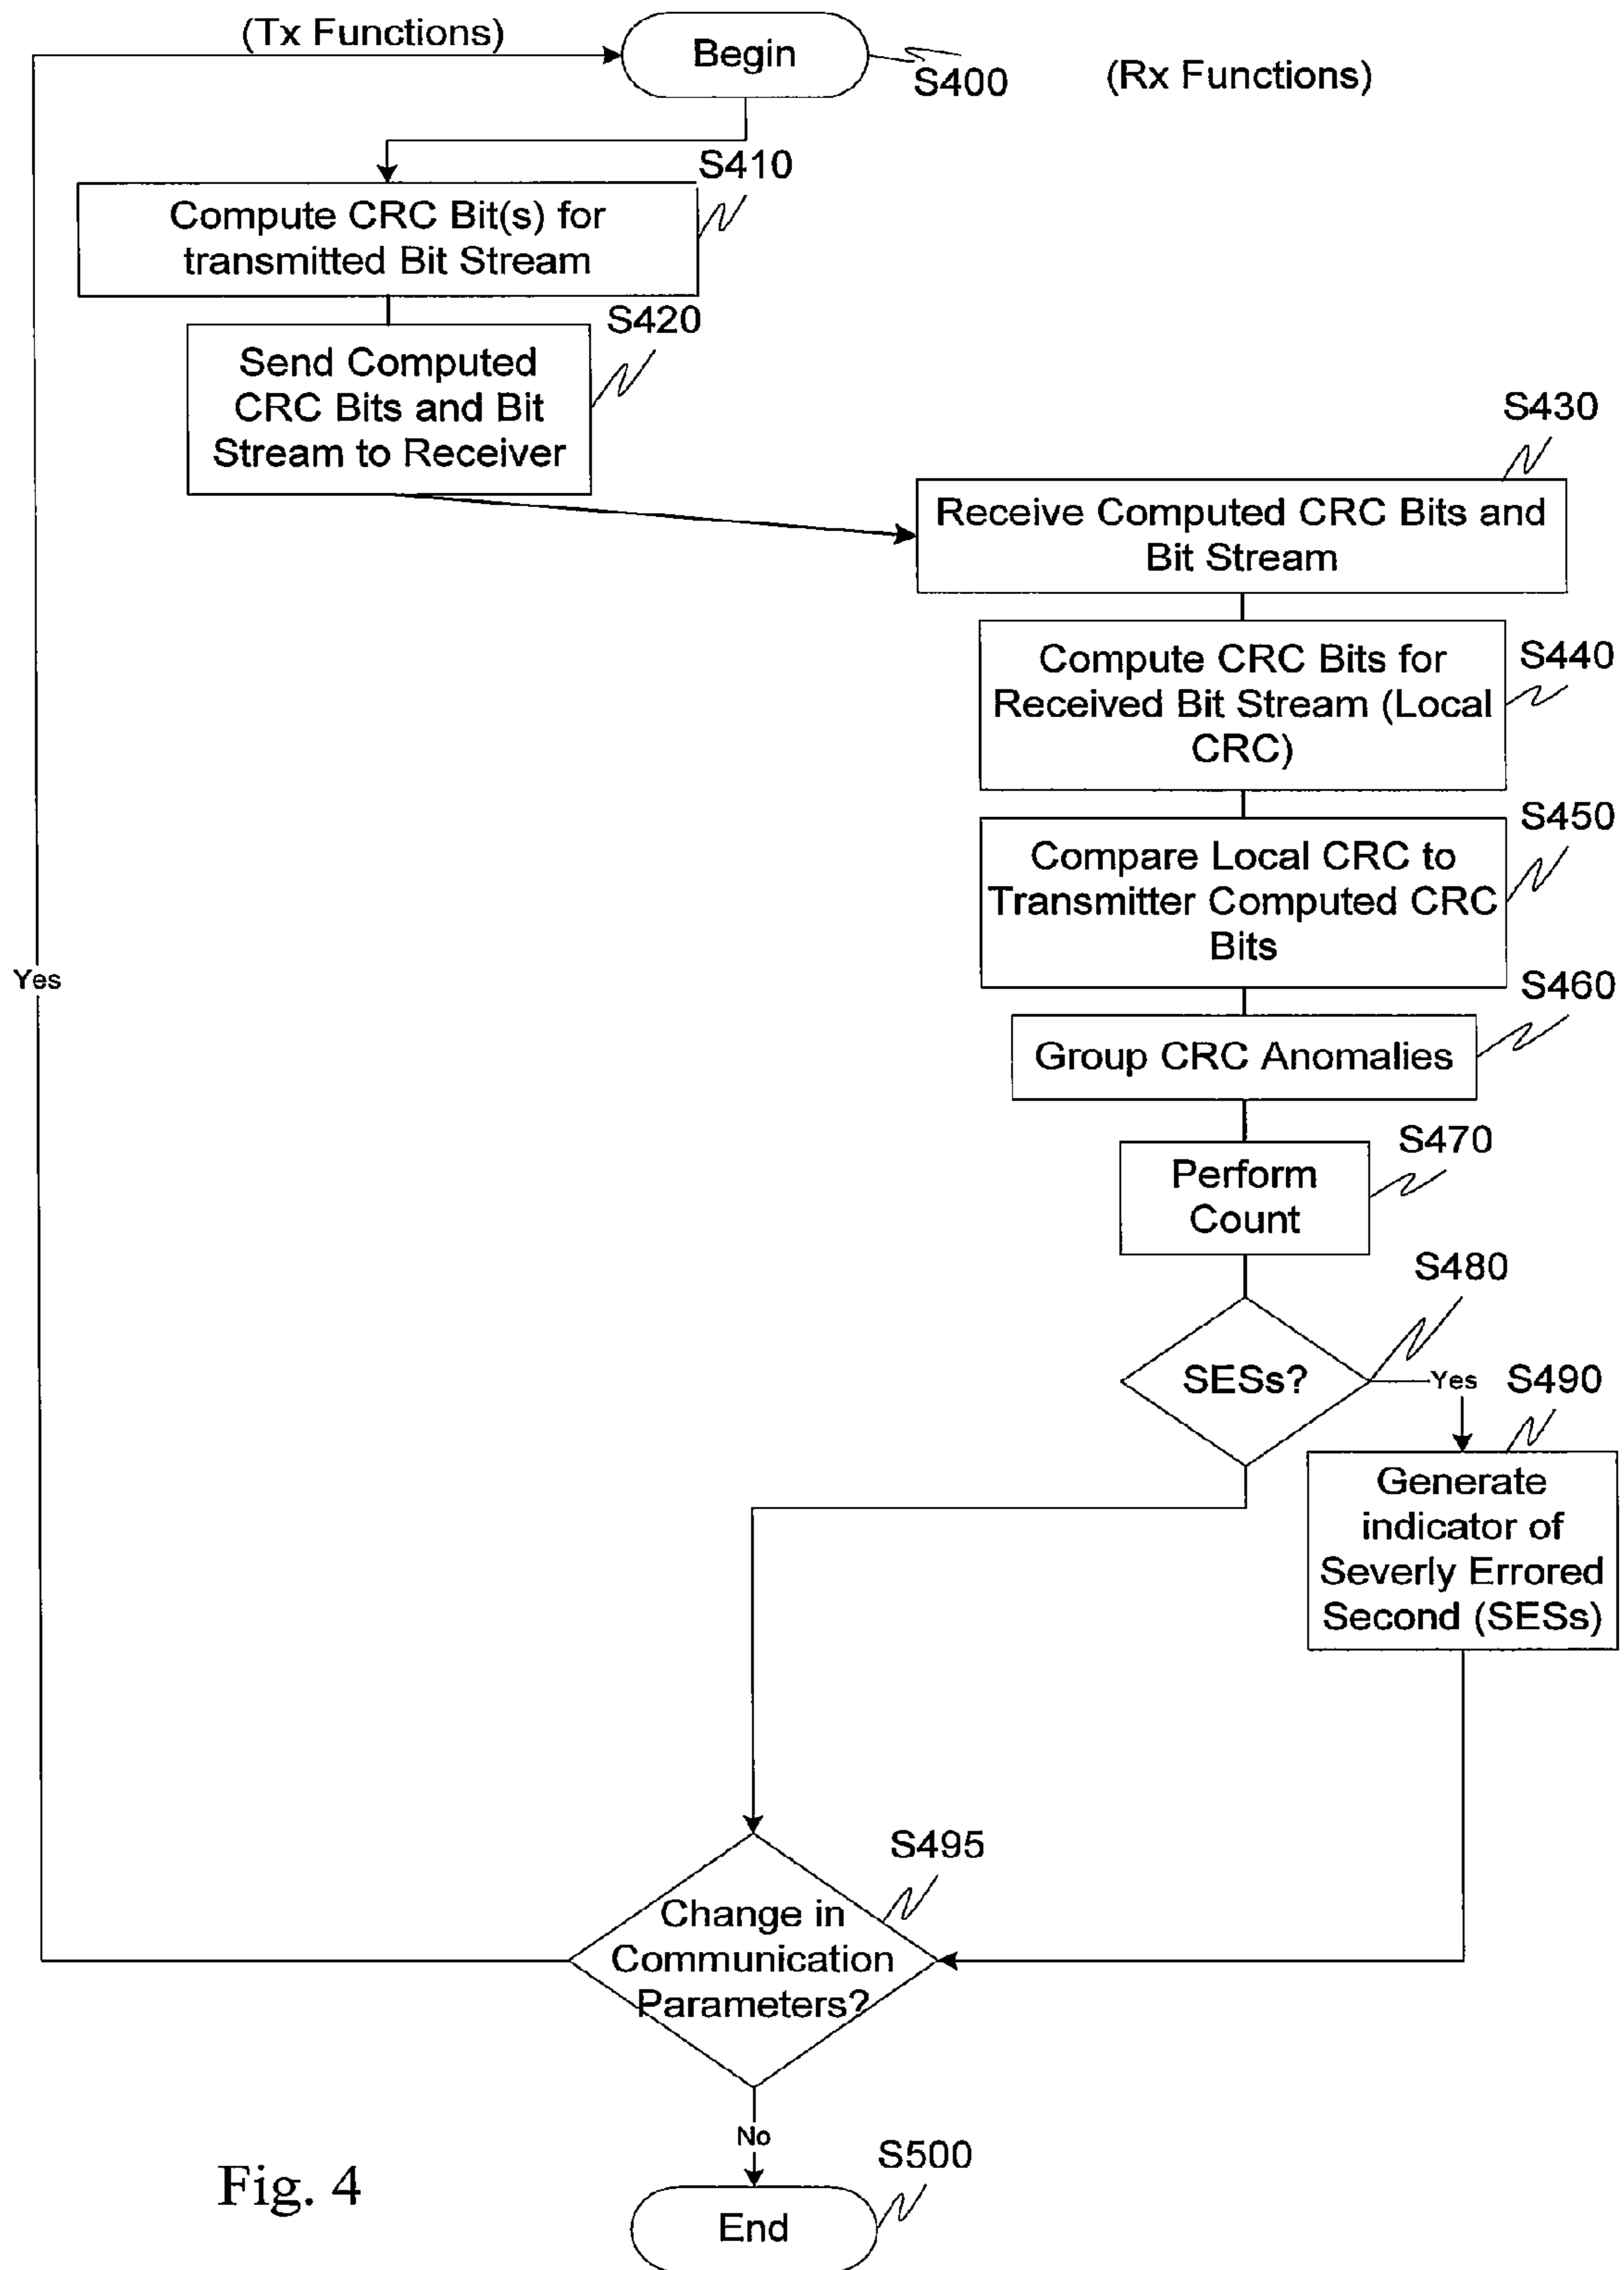 (Tx Functions)
Begin
S400
(Rx Functions)
S410
Compute CRC Bit(s) for
transmitted Bit Stream
S420
Send Computed
CRC Bits and Bit
Stream to Receiver
S430
Receive Computed CRC Bits and
Bit Stream
S440
Compute CRC Bits for
Received Bit Stream (Local
CRC)
S450
Compare Local CRC to
Transmitter Computed CRC
Bits
Yes
S460
Group CRC Anomalies
S470
Perform
Count
S480
SESs?
Yes
S490
Generate
indicator of
Severly Errored
Second (SESs)
S495
Change in
Communication
Parameters?
No
S500
End
Fig. 4